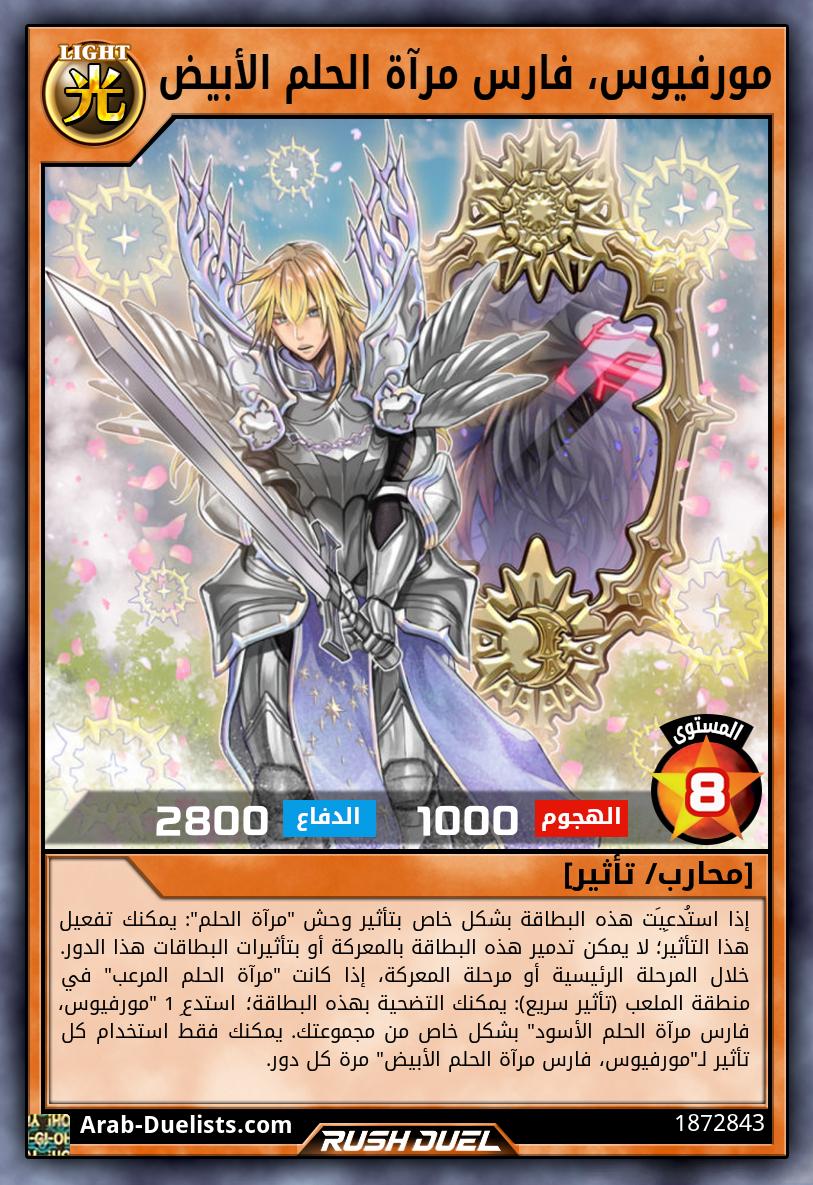 LIGHT
光
مورفيوس، فارس مرآة الحلم الأبيض
المستوى
8
الهجوم 1000 الدفاع 2800
[محارب/ تأثير]
إذا استُدعيَت هذه البطاقة بشكل خاص بتأثير وحش "مرآة الحلم": يمكنك تفعيل
هذا التأثير؛ لا يمكن تدمير هذه البطاقة بالمعركة أو بتأثيرات البطاقات هذا الدور.
خلال المرحلة الرئيسية أو مرحلة المعركة، إذا كانت "مرآة الحلم المرعب" في
منطقة الملعب (تأثير سريع): يمكنك التضحية بهذه البطاقة؛ استدعِ 1 "مورفيوس،
فارس مرآة الحلم الأسود" بشكل خاص من مجموعتك. يمكنك فقط استخدام كل
تأثير لـ"مورفيوس، فارس مرآة الحلم الأبيض" مرة كل دور.
Arab-Duelists.com
RUSH DUEL
1872843